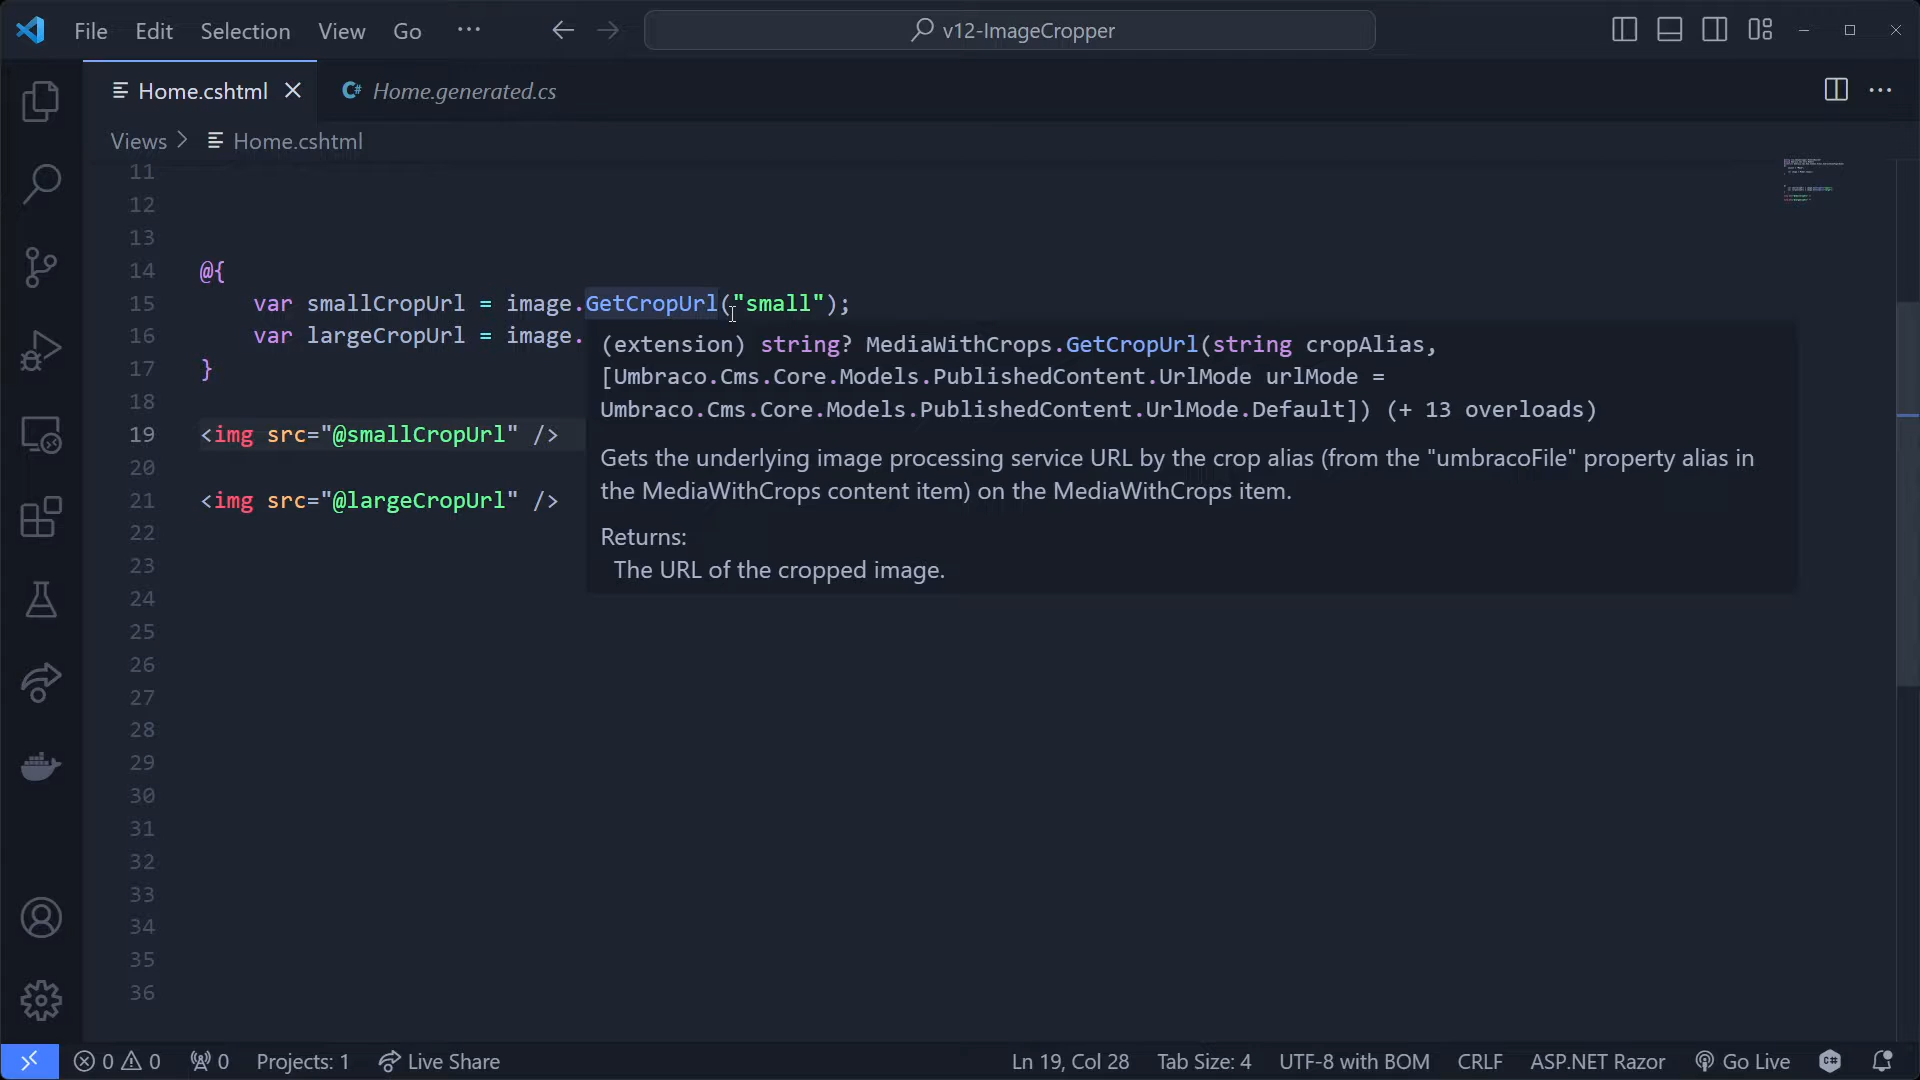 File Edit Selection View Go ··· v12-ImageCropper
Home.cshtml C# Home.generated.cs
Views > Home.cshtml
11
12
13
14 @{
15 var smallCropUrl = image.GetCropUrl("small");
16 var largeCropUrl = image.
17 }
18
19 <img src="@smallCropUrl" />
20
21 <img src="@largeCropUrl" />
22
23
24
25
26
27
28
29
30
31
32
33
34
35
36
(extension) string? MediaWithCrops.GetCropUrl(string cropAlias,
[Umbraco.Cms.Core.Models.PublishedContent.UrlMode urlMode =
Umbraco.Cms.Core.Models.PublishedContent.UrlMode.Default]) (+ 13 overloads)
Gets the underlying image processing service URL by the crop alias (from the "umbracoFile" property alias in
the MediaWithCrops content item) on the MediaWithCrops item.
Returns:
The URL of the cropped image.
0 0 0 Projects: 1 Live Share Ln 19, Col 28 Tab Size: 4 UTF-8 with BOM CRLF ASP.NET Razor Go Live